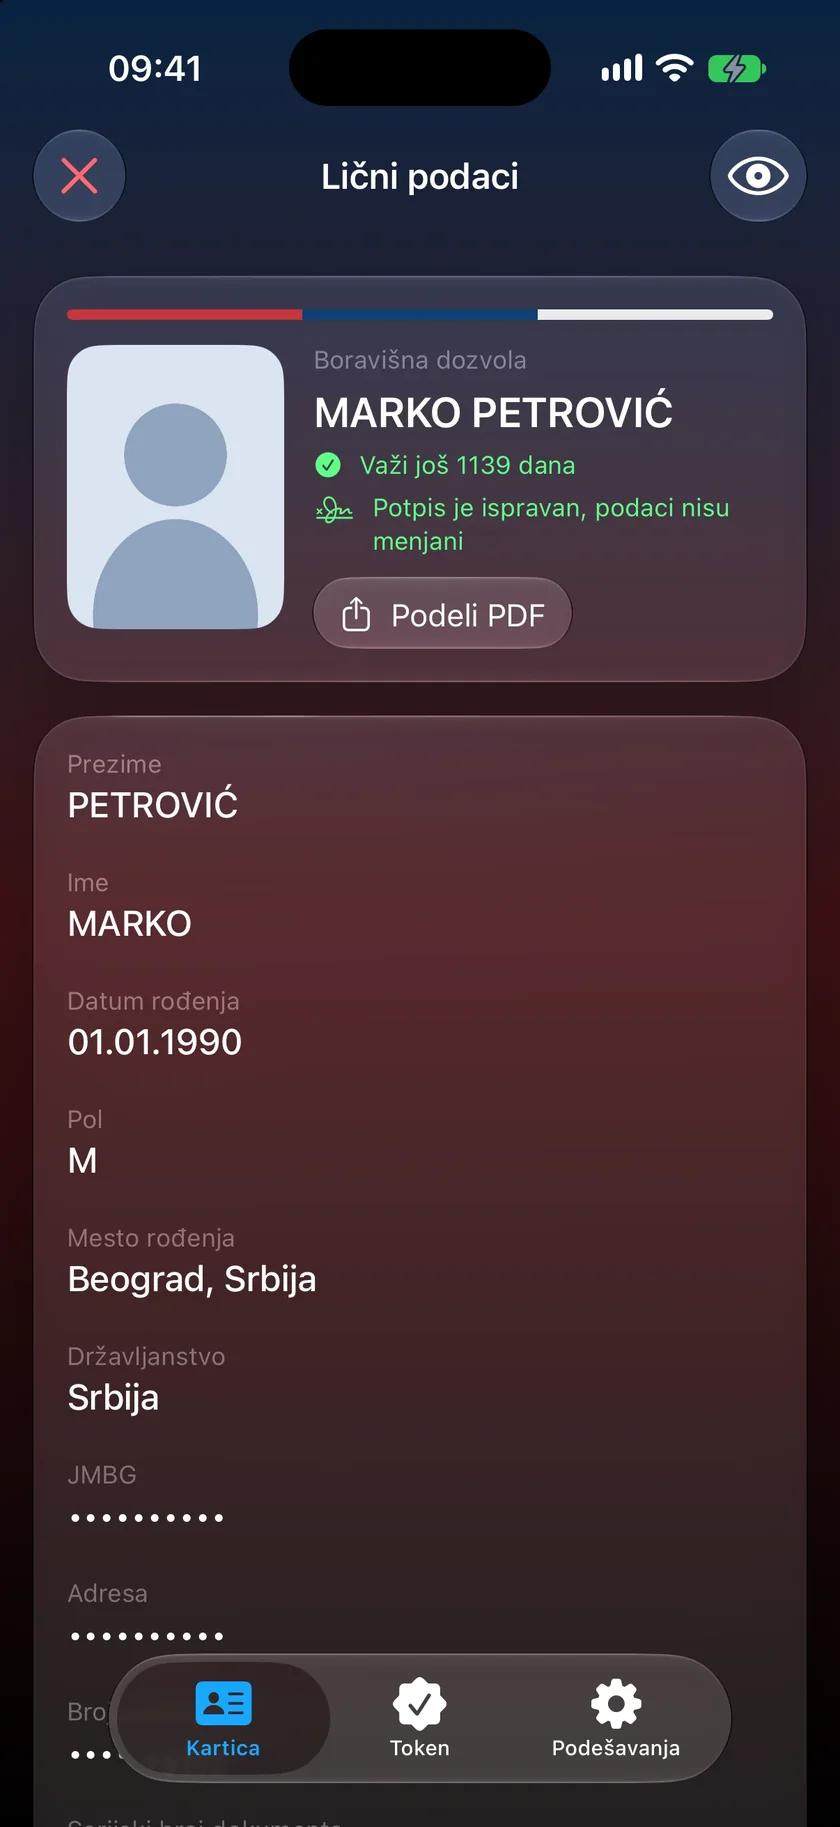 09:41
Lični podaci
Boravišna dozvola
MARKO PETROVIĆ
Važi još 1139 dana
Potpis je ispravan, podaci nisu
menjani
Podeli PDF
Prezime
PETROVIĆ
Ime
MARKO
Datum rođenja
01.01.1990
Pol
M
Mesto rođenja
Beograd, Srbija
Državljanstvo
Srbija
JMBG
••••••••••
Adresa
••••••••••
Broj
••••
Kartica
Token
Podešavanja